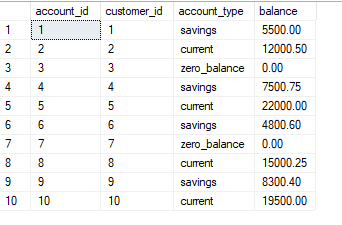 account_id customer_id account_type balance
1 1 1 savings 5500.00
2 2 2 current 12000.50
3 3 3 zero_balance 0.00
4 4 4 savings 7500.75
5 5 5 current 22000.00
6 6 6 savings 4800.60
7 7 7 zero_balance 0.00
8 8 8 current 15000.25
9 9 9 savings 8300.40
10 10 10 current 19500.00